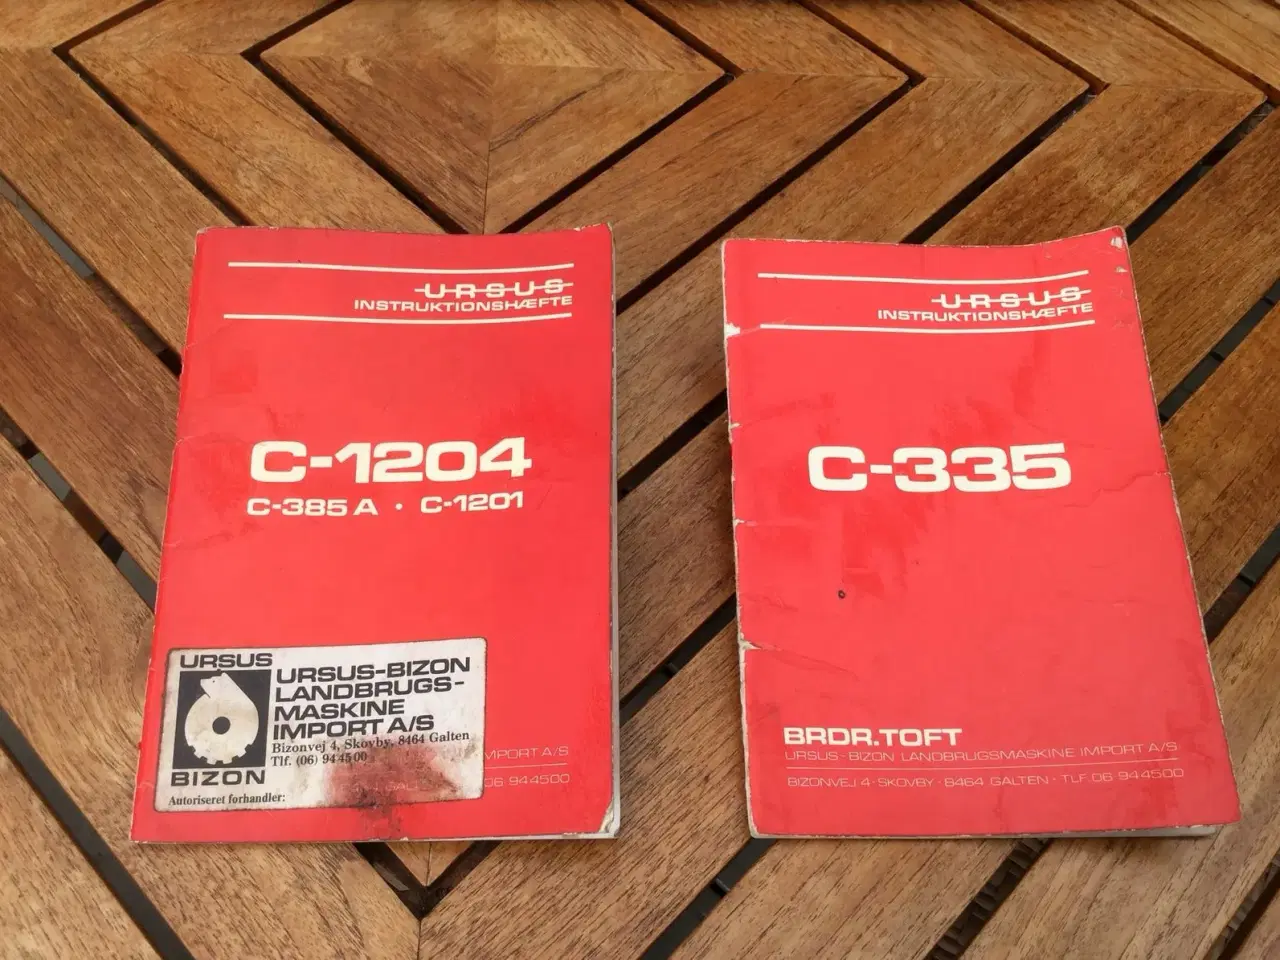 URSUS
INSTRUKTIONSHÆFTE
C-1204
C-385 A · C-1201
URSUS
BIZON
URSUS-BIZON
LANDBRUGS-
MASKINE
IMPORT A/S
Bizonvej 4, Skovby, 8464 Galten
Tlf. (06) 94 45 00
Autoriseret forhandler:
IMPORT A/S
06 944500
URSUS
INSTRUKTIONSHÆFTE
C-335
BRDR.TOFT
URSUS-BIZON LANDBRUGSMASKINE IMPORT A/S
BIZONVEJ 4 - SKOVBY - 8464 GALTEN - TLF. 06 944500